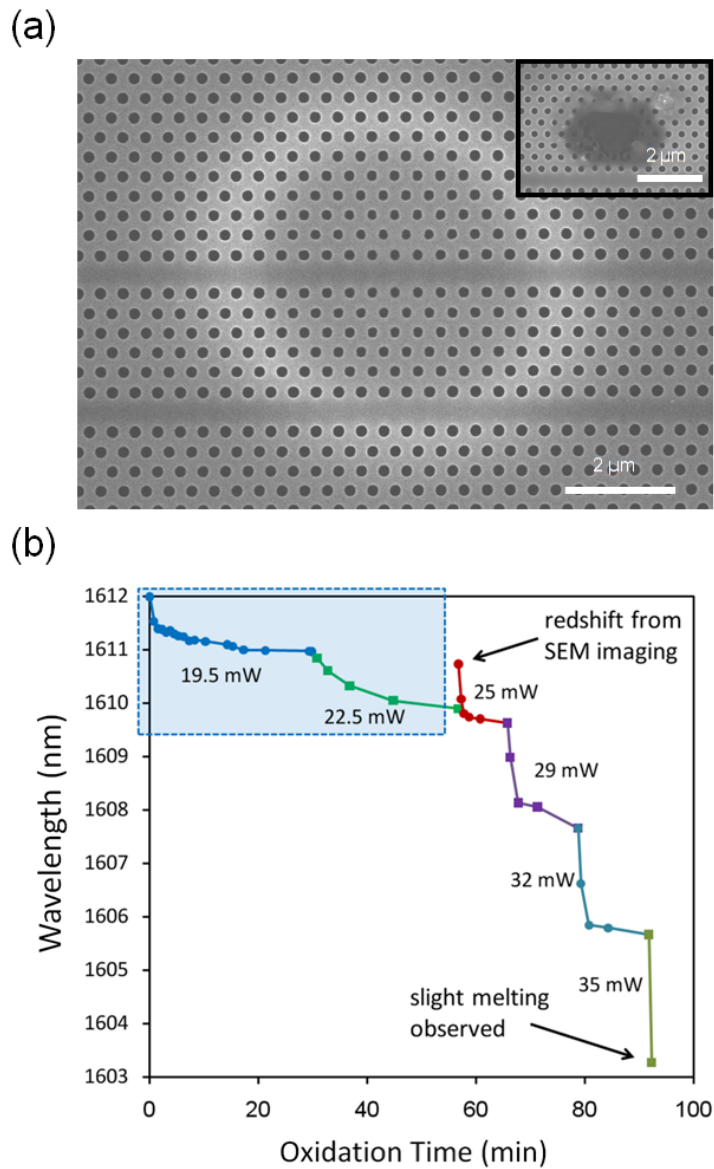 (a)
2 µm
2 µm
(b)
1612
1611
1610
1609
1608
1607
1606
1605
1604
1603
Wavelength (nm)
19.5 mW
22.5 mW
redshift from
SEM imaging
25 mW
29 mW
32 mW
35 mW
slight melting
observed
0
20
40
60
80
100
Oxidation Time (min)